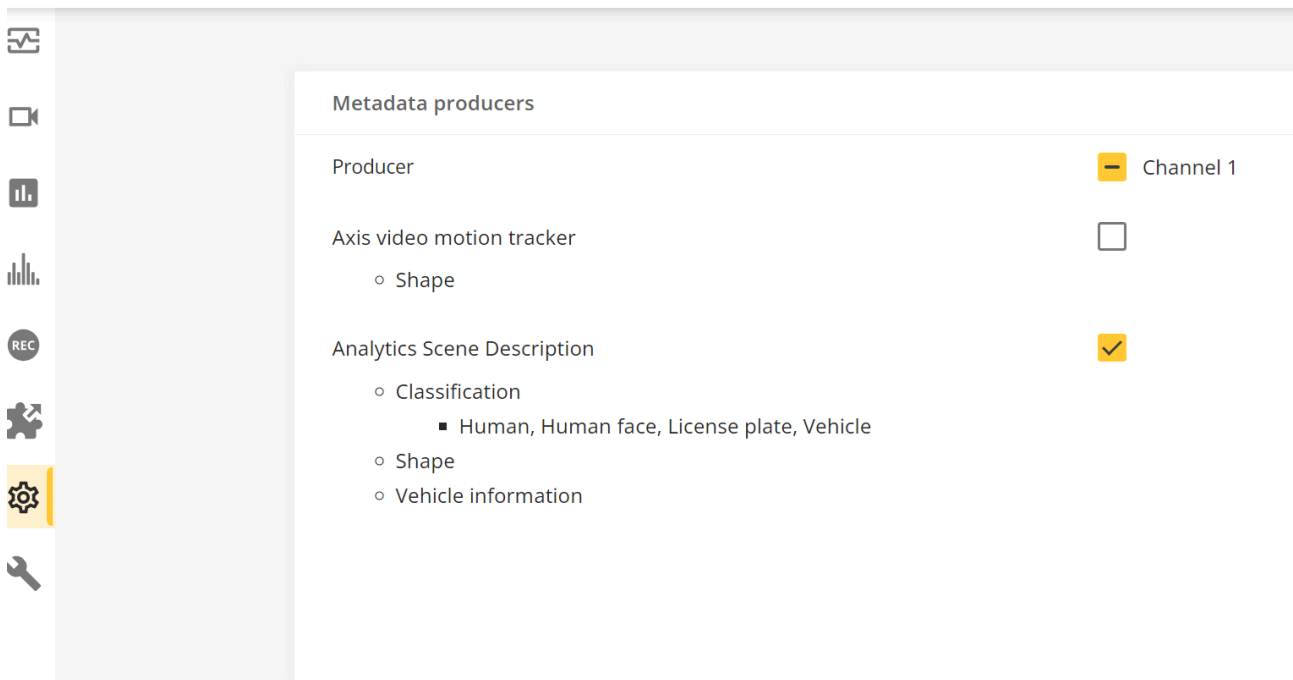 Metadata producers
Producer
Channel 1
Axis video motion tracker
Shape
Analytics Scene Description
Classification
Human, Human face, License plate, Vehicle
Shape
Vehicle information
REC